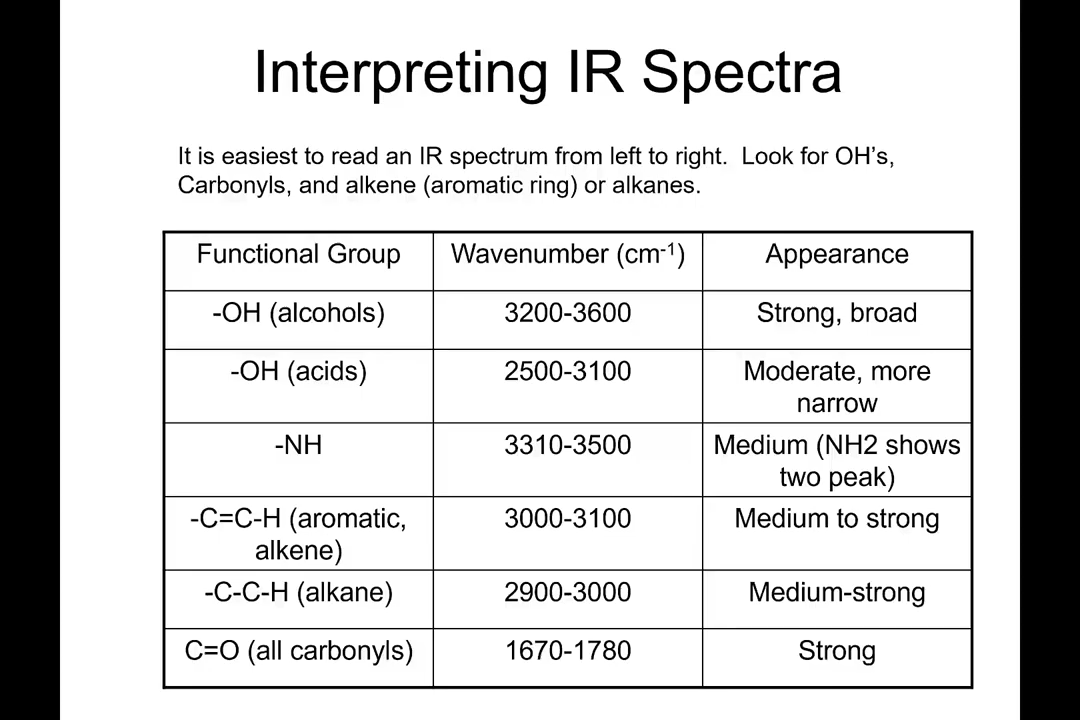 Interpreting IR Spectra
It is easiest to read an IR spectrum from left to right.  Look for OH's,
Carbonyls, and alkene (aromatic ring) or alkanes.
Functional Group Wavenumber (cm-1) Appearance
-OH (alcohols) 3200-3600 Strong, broad
-OH (acids) 2500-3100 Moderate, more
narrow
-NH 3310-3500 Medium (NH2 shows
two peak)
-C=C-H (aromatic, 3000-3100 Medium to strong
alkene)
-C-C-H (alkane) 2900-3000 Medium-strong
C=O (all carbonyls) 1670-1780 Strong